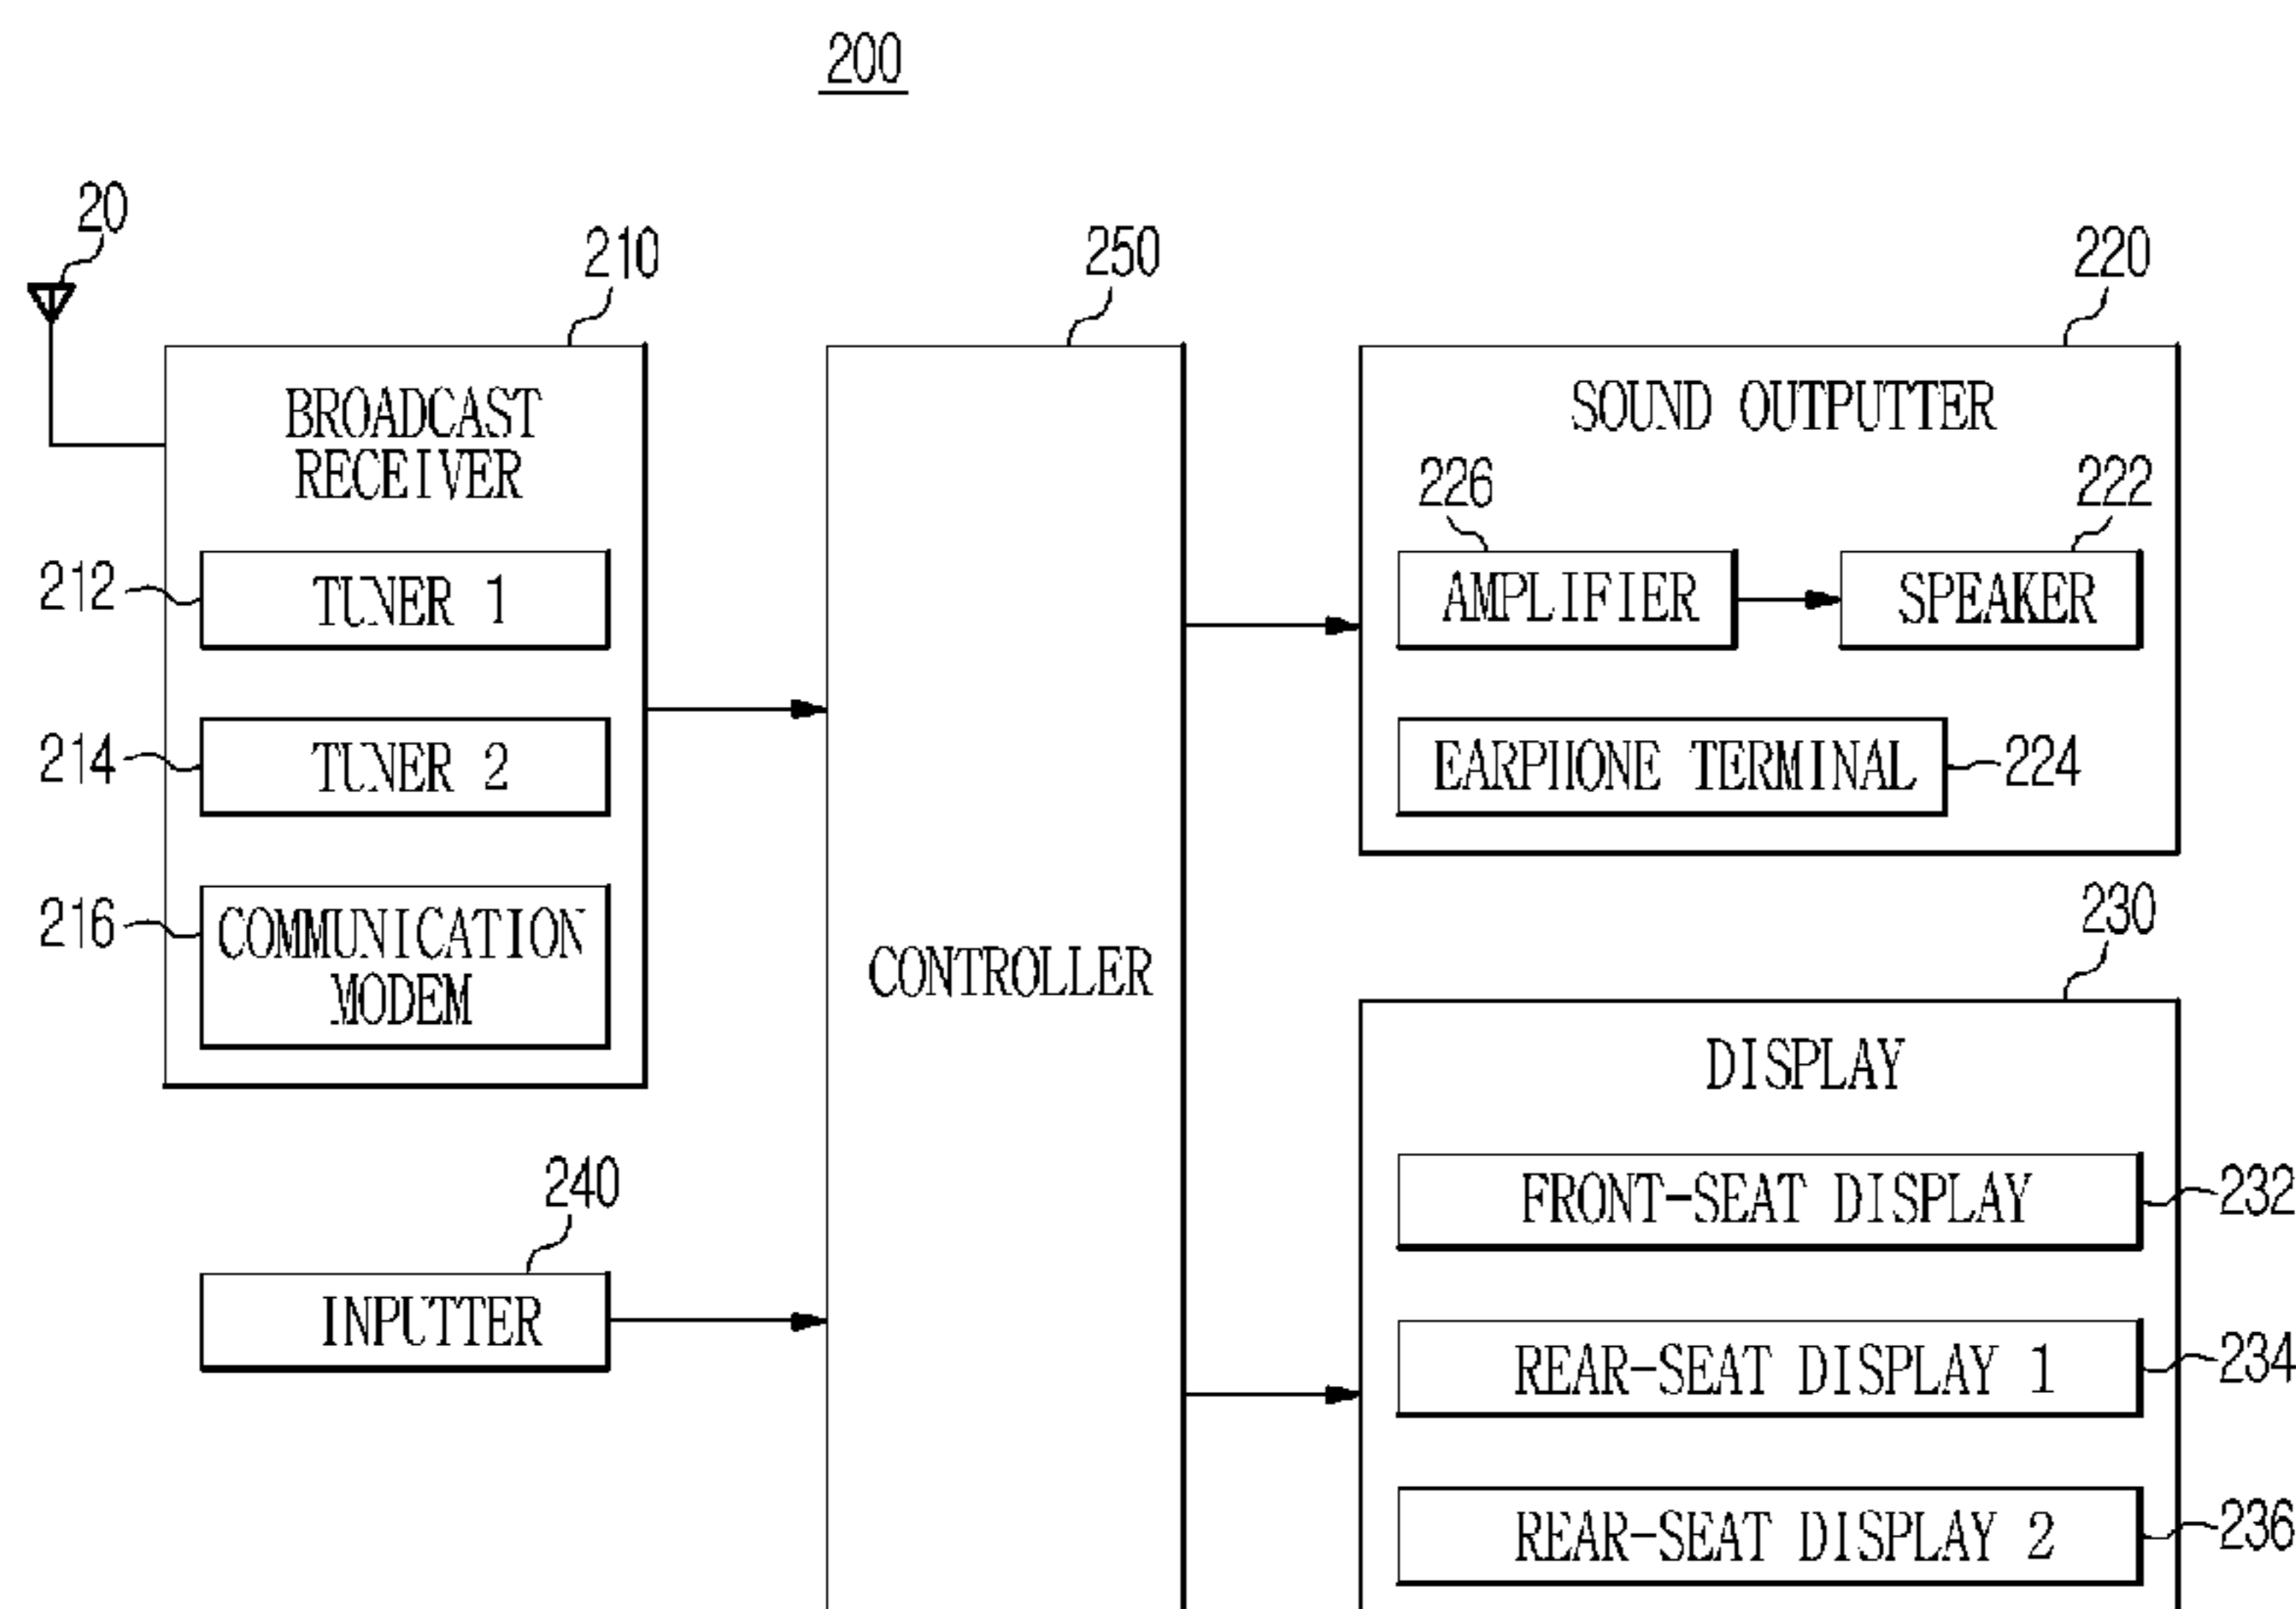 200
20
210
250
220
BROADCAST
RECEIVER
SOUND OUTPUTTER
226
222
212
TUNER 1
AMPLIFIER
SPEAKER
214
TUNER 2
EARPHONE TERMINAL
224
216
COMMUNICATION
MODEM
CONTROLLER
230
DISPLAY
240
INPUTTER
FRONT-SEAT DISPLAY
232
REAR-SEAT DISPLAY 1
234
REAR-SEAT DISPLAY 2
236